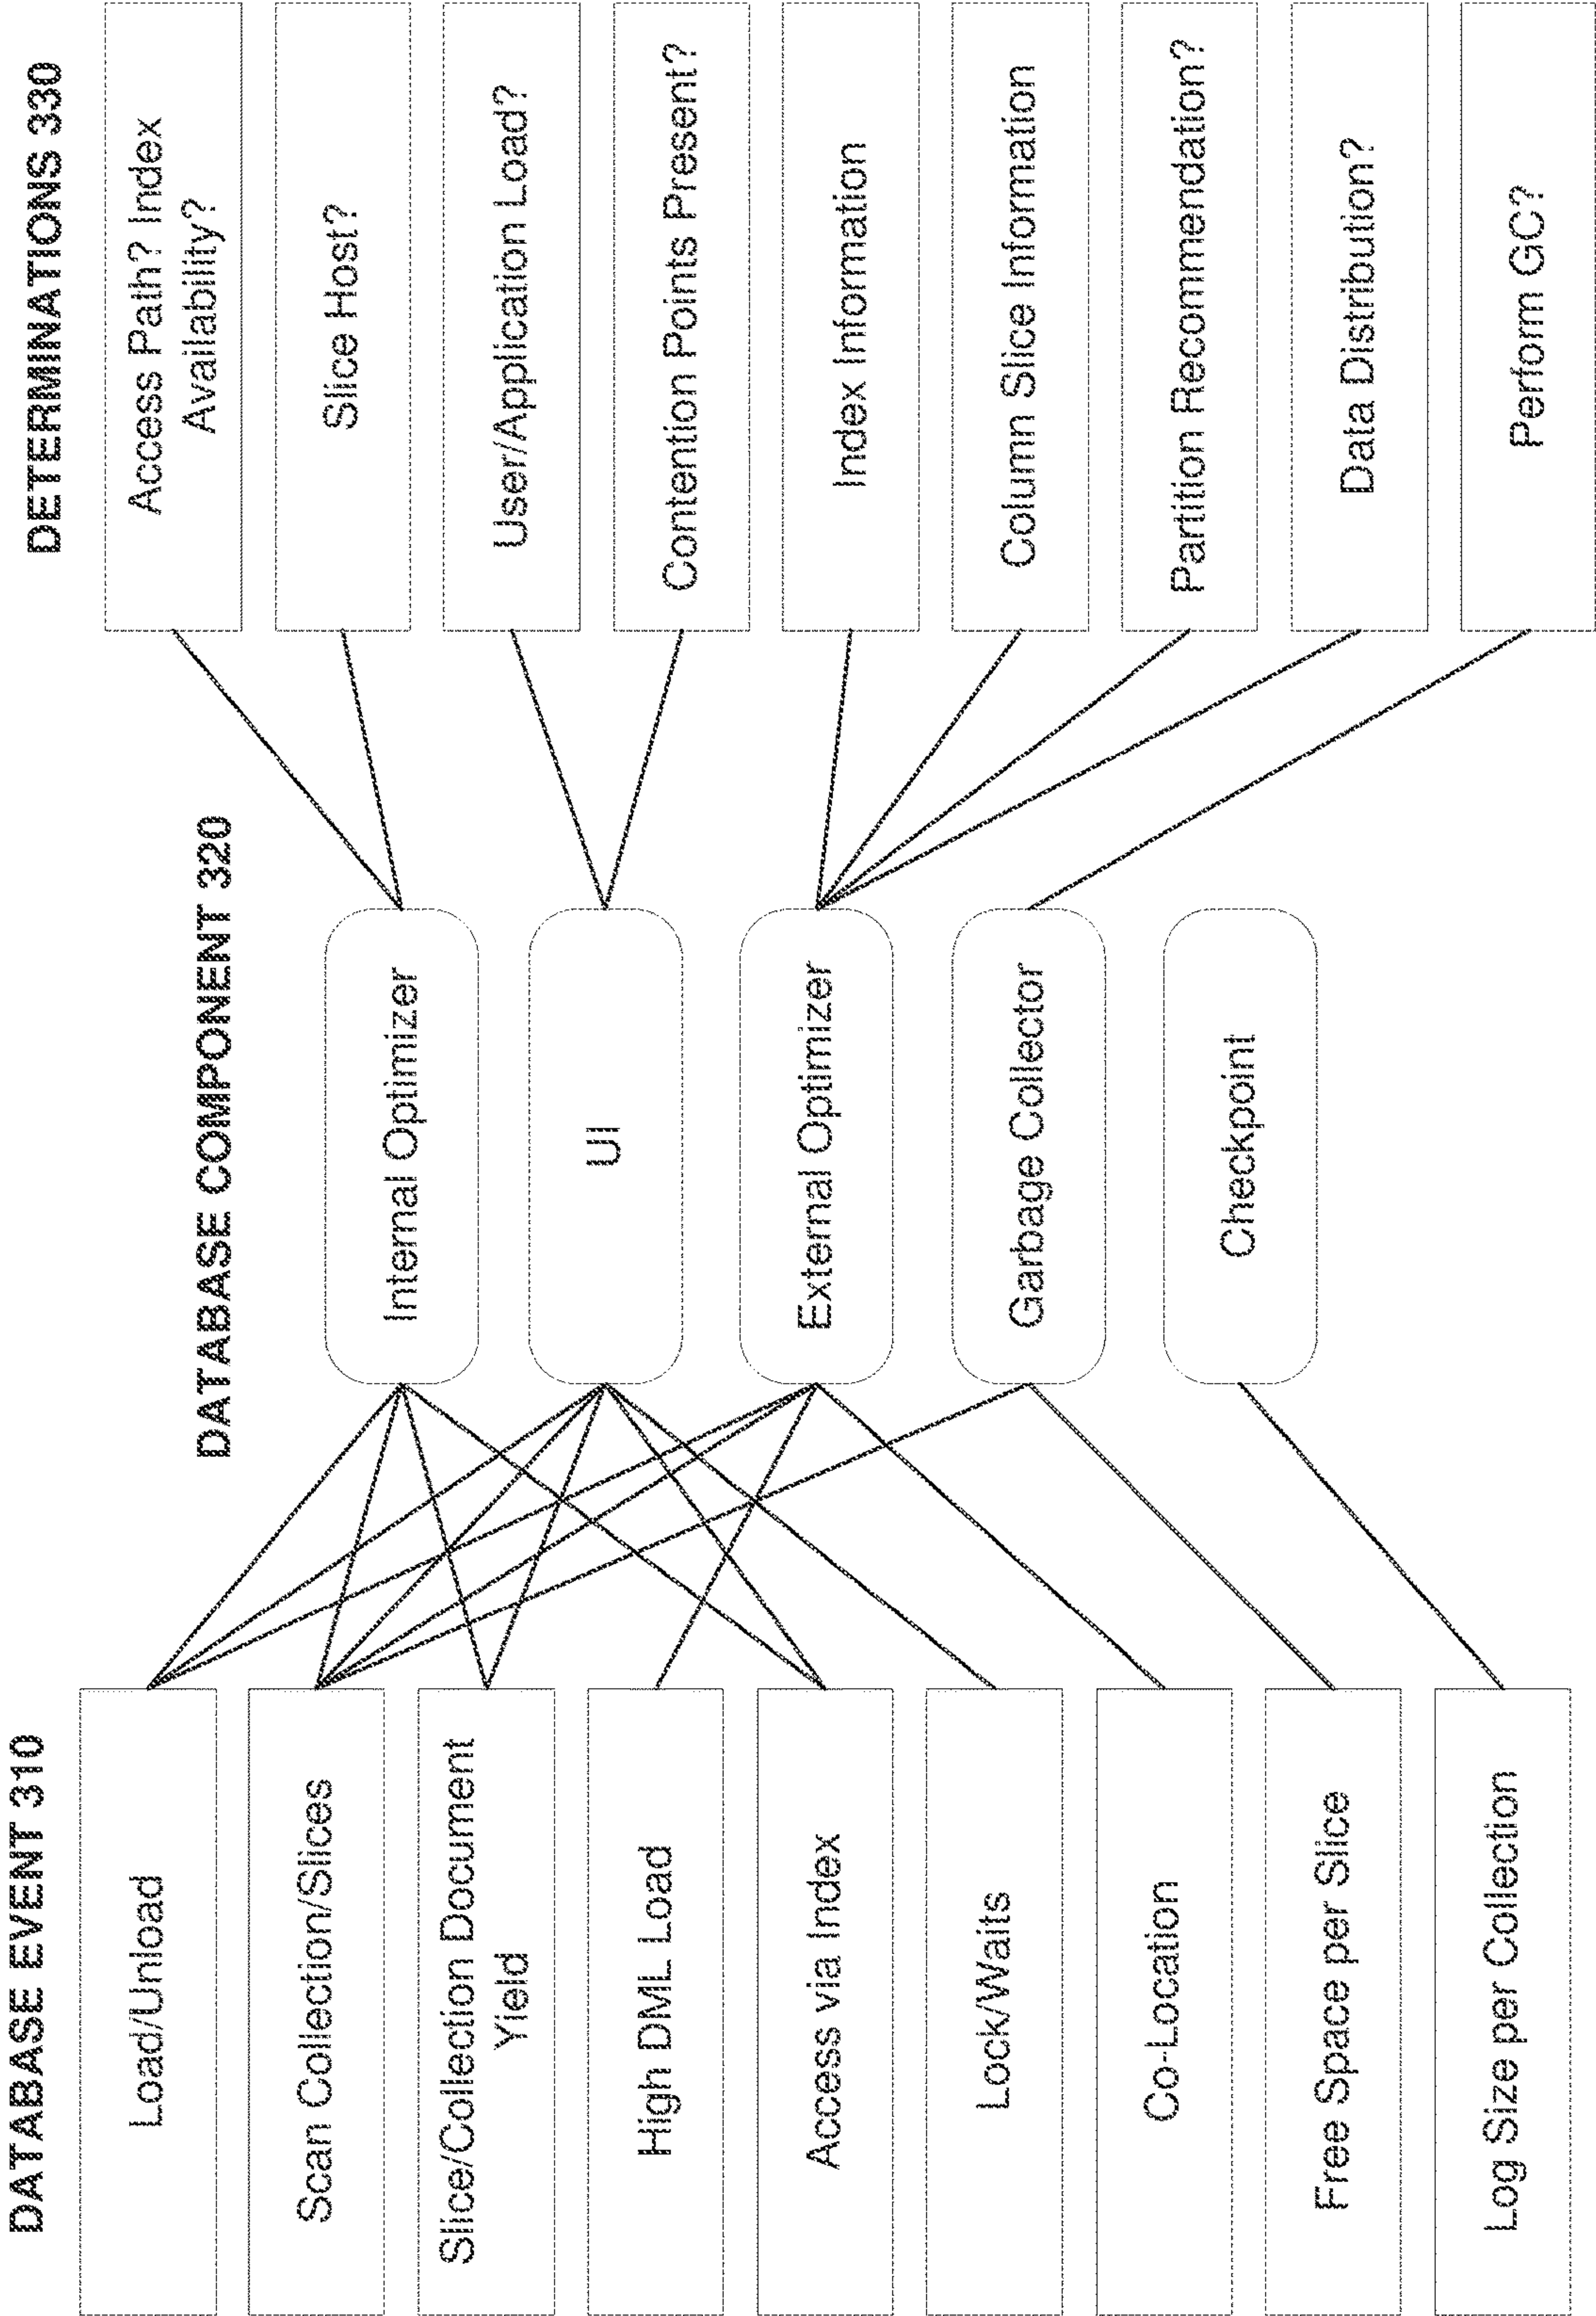 DATABASE EVENT 310
Load/Unload
Scan Collection/Slices
Slice/Collection Document
Yield
High DML Load
Access via Index
Lock/Waits
Co-Location
Free Space per Slice
Log Size per Collection
DATABASE COMPONENT 320
Internal Optimizer
UI
External Optimizer
Garbage Collector
Checkpoint
DETERMINATIONS 330
Access Path? Index
Availability?
Slice Host?
User/Application Load?
Contention Points Present?
Index Information
Column Slice Information
Partition Recommendation?
Data Distribution?
Perfom GC?